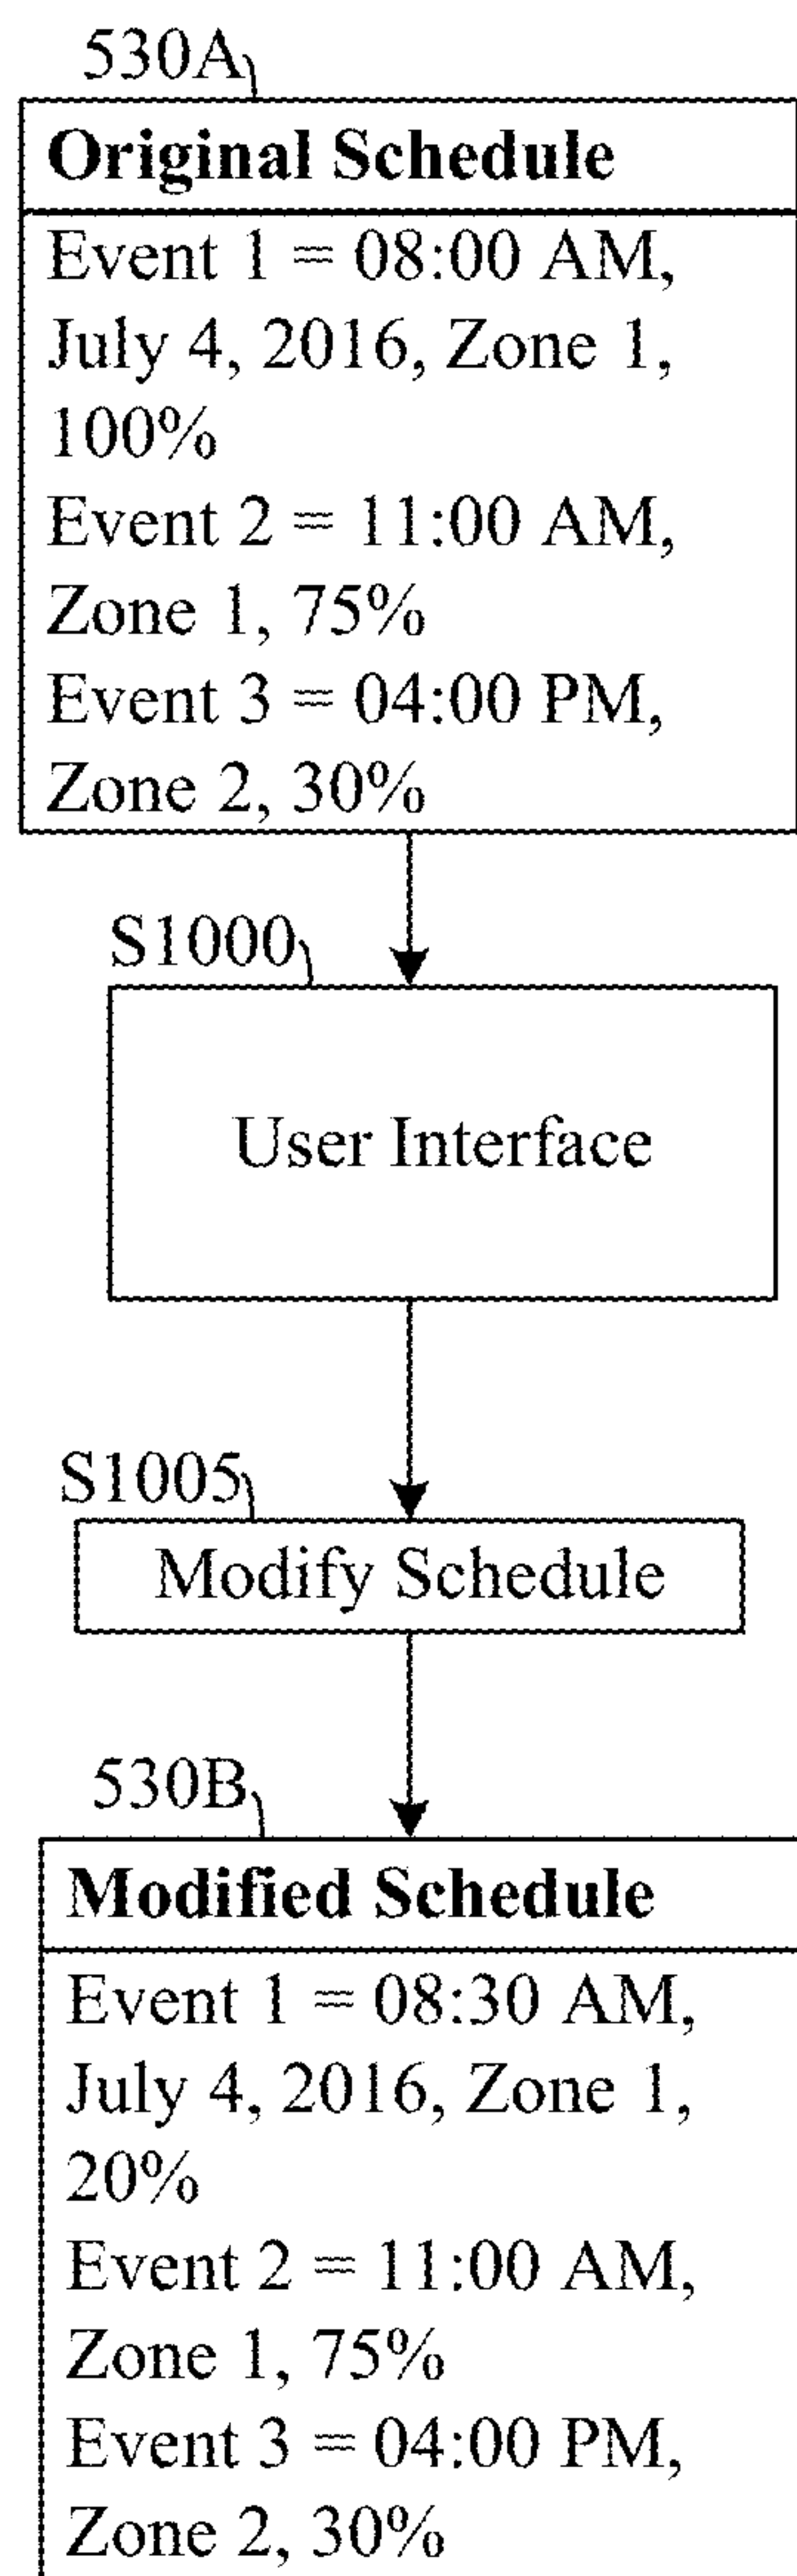 530A
Original Schedule
Event 1 = 08:00 AM,
July 4, 2016, Zone 1,
100%
Event 2 = 11:00 AM,
Zone 1, 75%
Event 3 = 04:00 PM,
Zone 2, 30%
S1000
User Interface
S1005
Modify Schedule
530B
Modified Schedule
Event 1 = 08:30 AM,
July 4, 2016, Zone 1,
20%
Event 2 = 11:00 AM,
Zone 1, 75%
Event 3 = 04:00 PM,
Zone 2, 30%